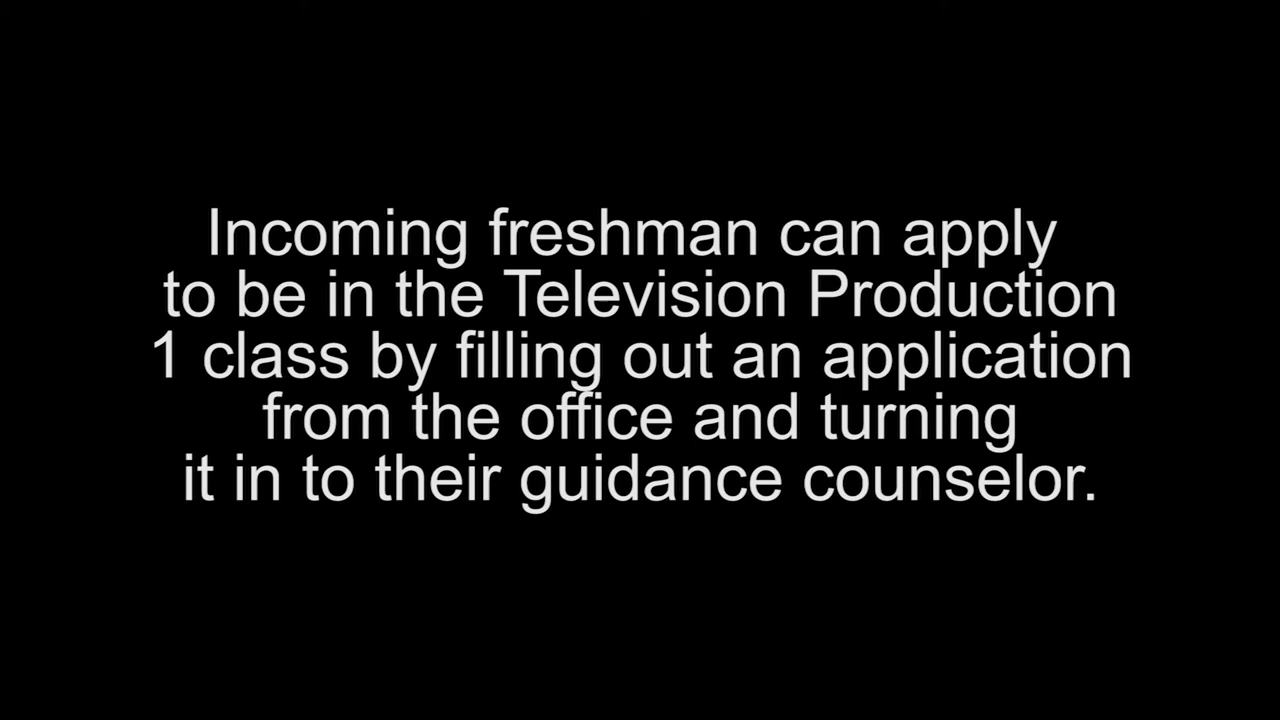 Incoming freshman can apply
to be in the Television Production
1 class by filling out an application
from the office and turning
it in to their guidance counselor.